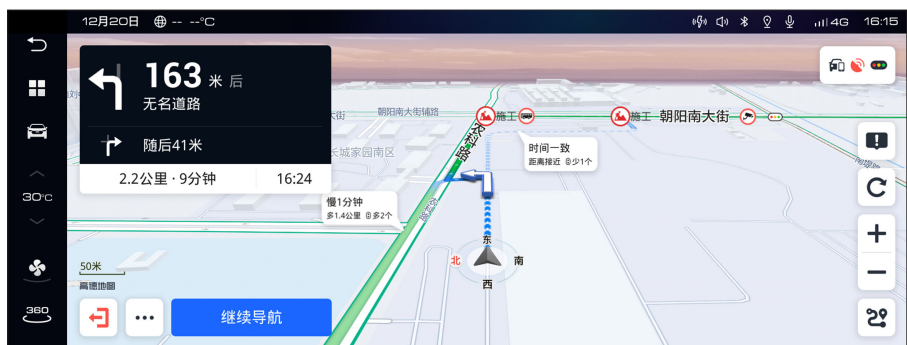 12月20日 -- --°C 4G 16:15
163 米 后
无名道路
随后41米
2.2公里·9分钟 16:24
朝阳南大街辅路
施工
施工
朝阳南大街
农科路
长城家园南区
时间一致
距离接近 少1个
慢1分钟
多1.4公里 多2个
东
北
南
西
30°C
50米
高德地图
360
继续导航